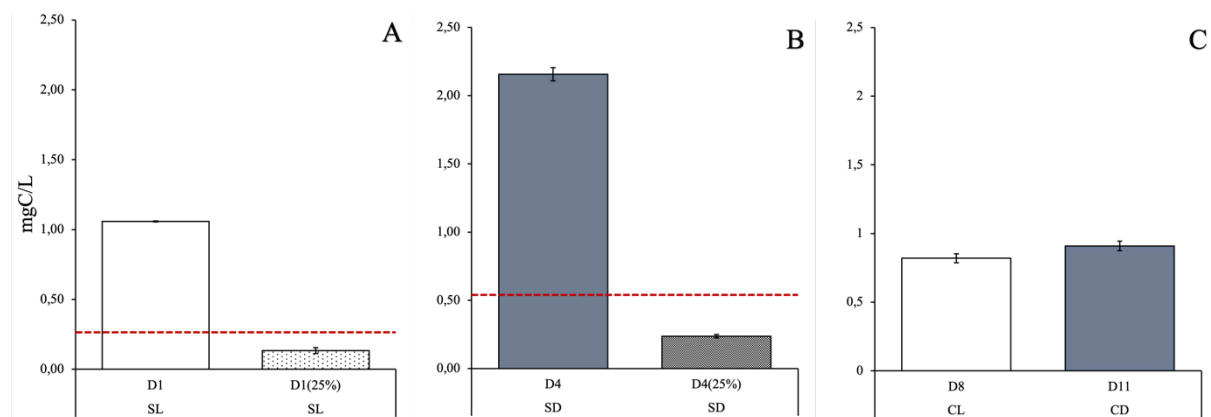 A
mgC/L
2,50
2,00
1,50
1,00
0,50
0,00
D1 D1(25%)
SL SL
B
2,50
2,00
1,50
1,00
0,50
0,00
D4 D4(25%)
SD SD
C
2,5
2
1,5
1
0,5
0
D8 D11
CL CD